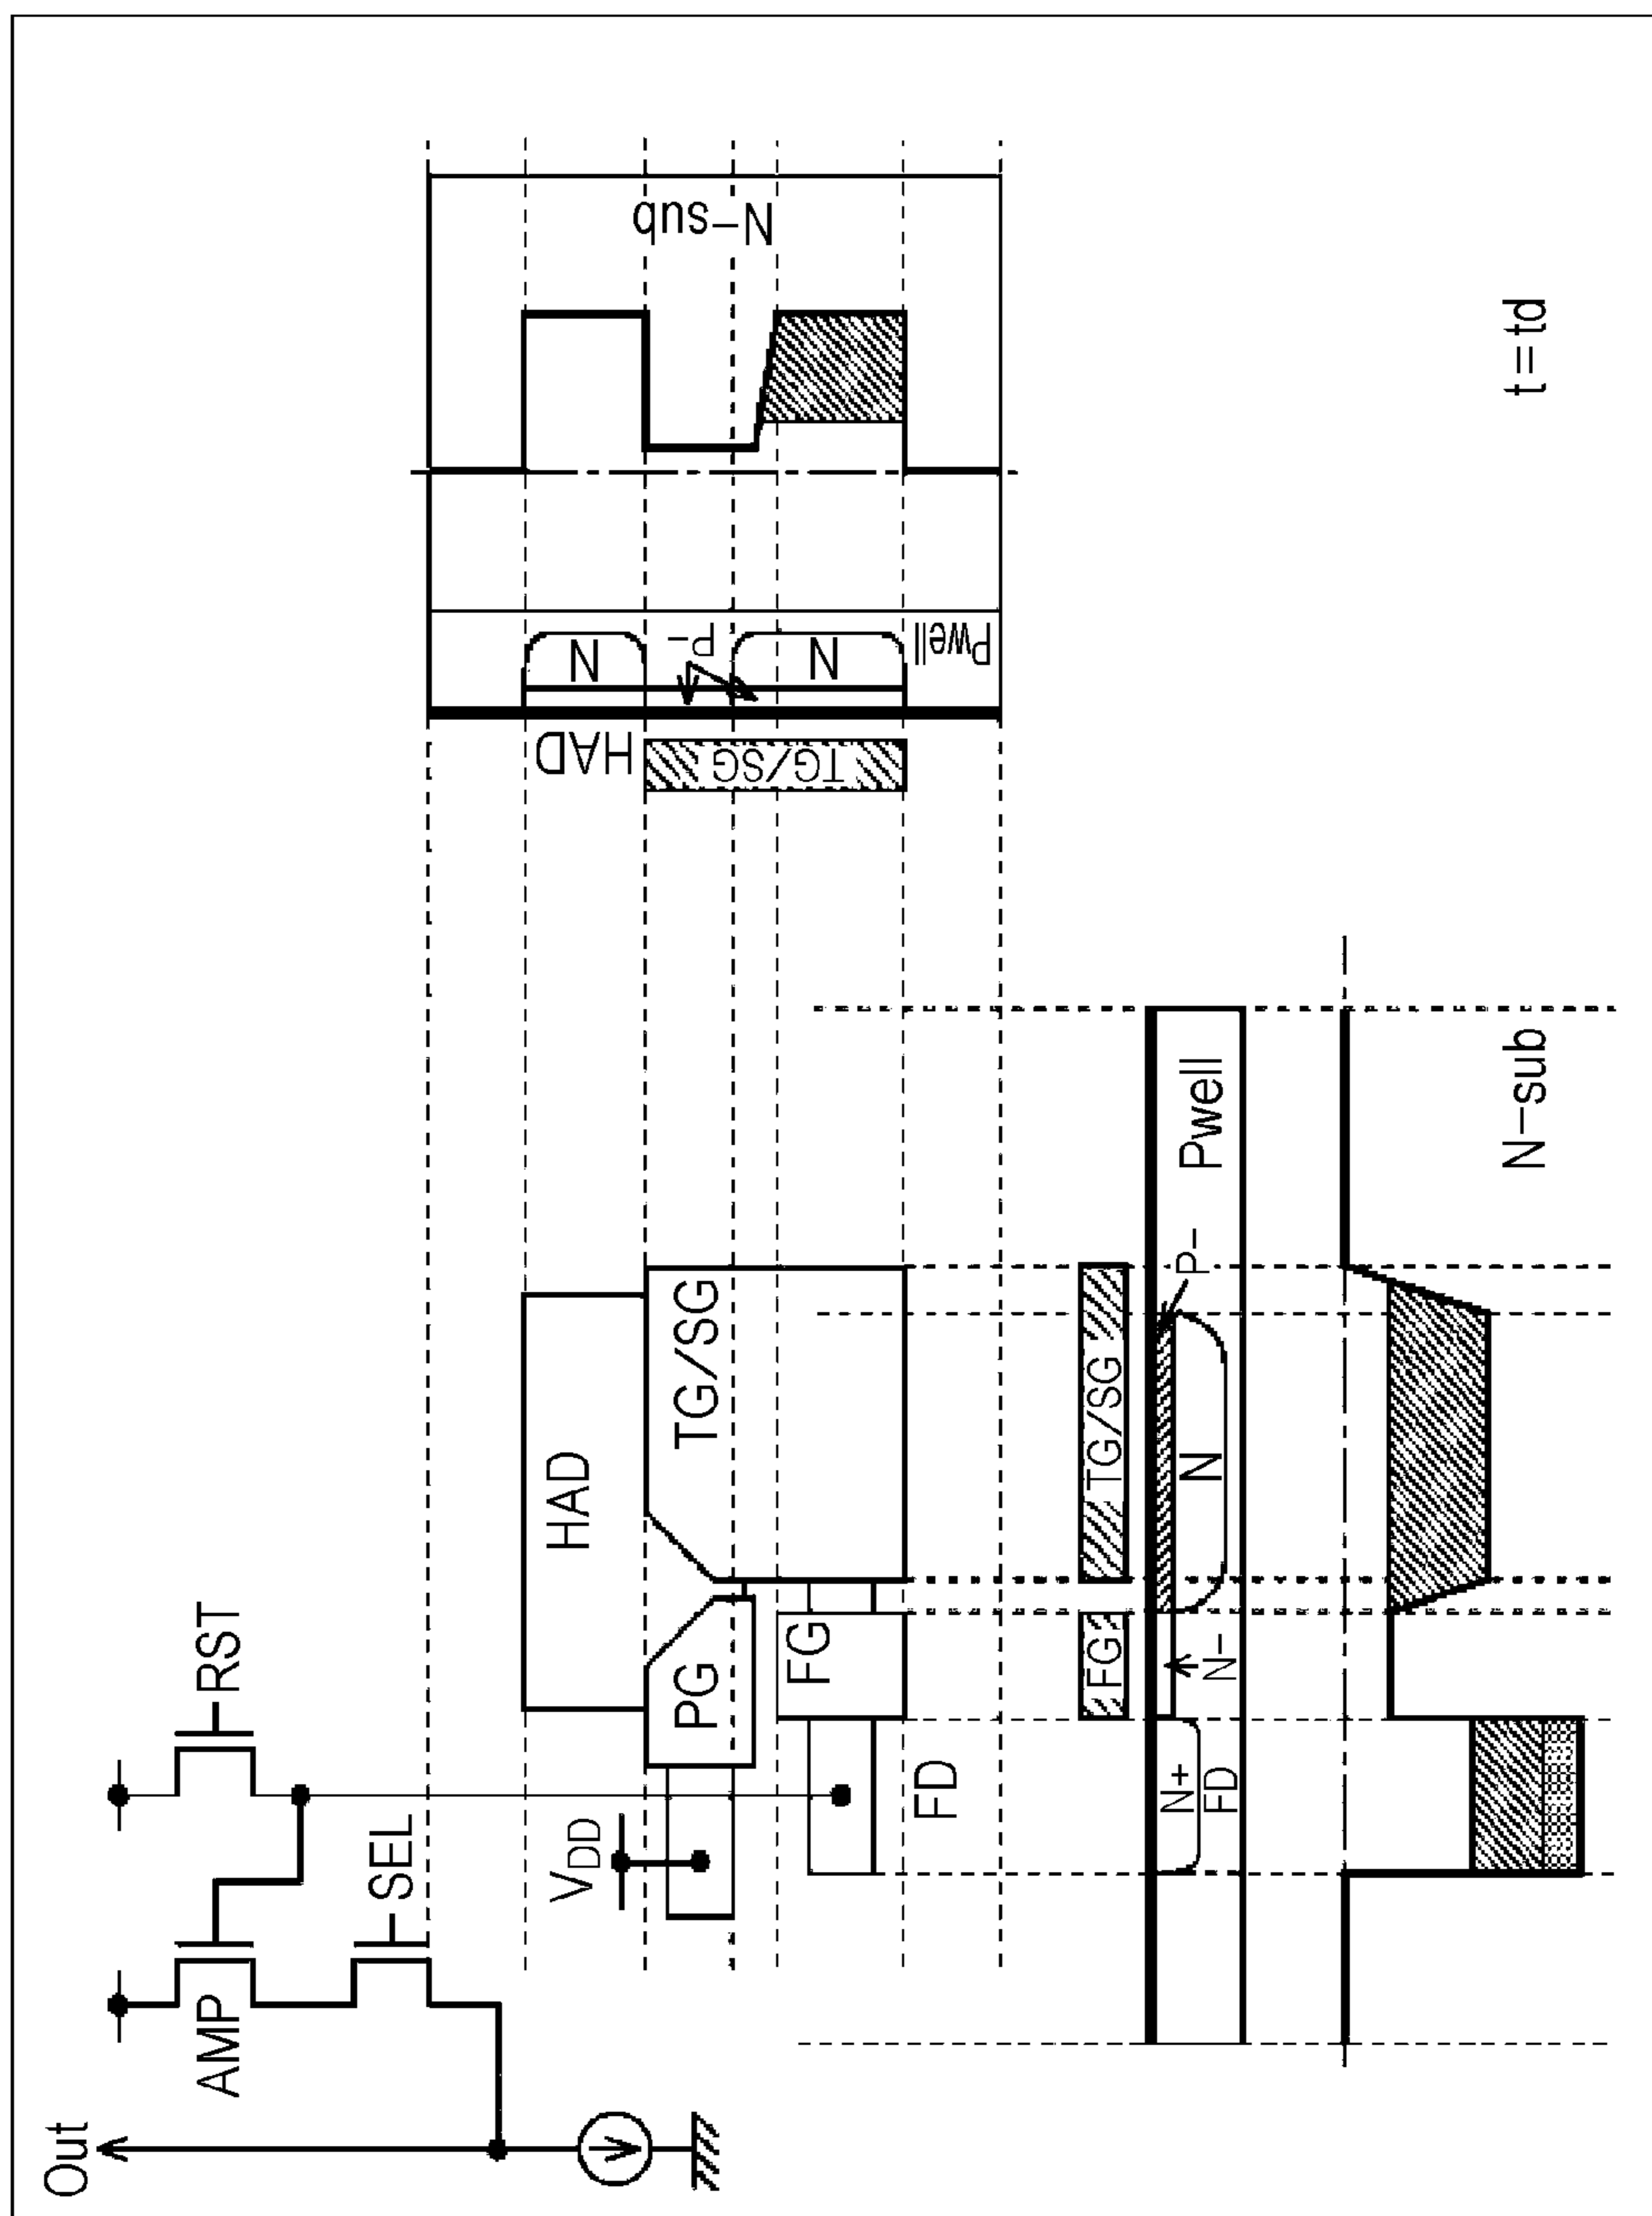 Out
AMP
SEL
RST
VDD
HAD
PG
TG/SG
FG
FD
FG
TG/SG
N+
FD
N-
N
P-
Pwell
N-sub
HAD
TG/SG
N
P-
N
Pwell
N-sub
t=td